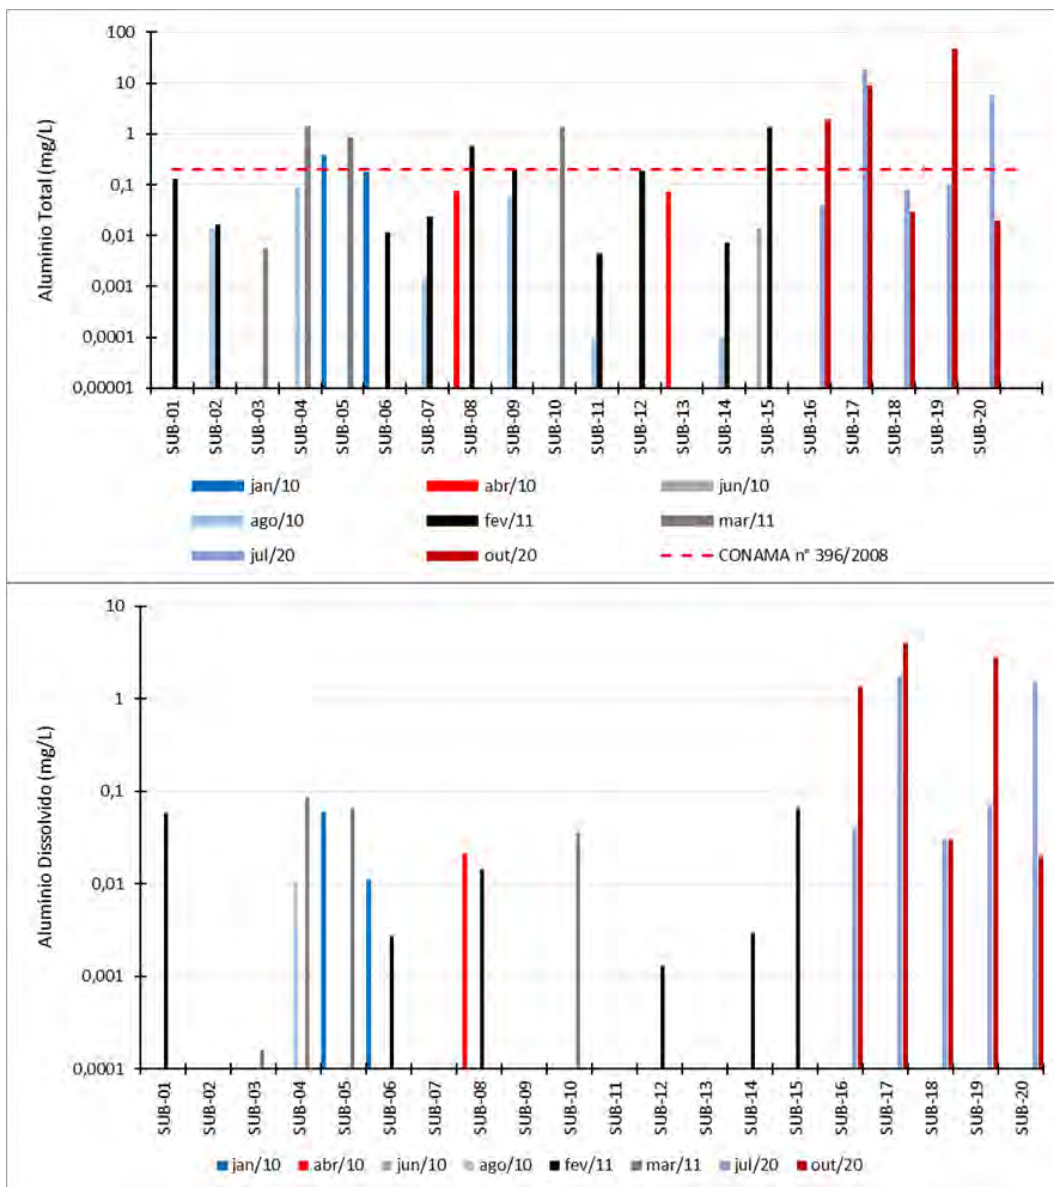 100
10
1
0,1
0,01
0,001
0,0001
0,00001
Aluminio Total (mg/L)
SUB-01
SUB-02
SUB-03
SUB-04
SUB-05
SUB-06
SUB-07
SUB-08
SUB-09
SUB-10
SUB-11
SUB-12
SUB-13
SUB-14
SUB-15
SUB-16
SUB-17
SUB-18
SUB-19
SUB-20
jan/10 abr/10 jun/10
ago/10 fev/11 mar/11
jul/20 out/20 CONAMA n° 396/2008
10
1
0,1
0,01
0,001
0,0001
Aluminio Dissolvido (mg/L)
SUB-01
SUB-02
SUB-03
SUB-04
SUB-05
SUB-06
SUB-07
SUB-08
SUB-09
SUB-10
SUB-11
SUB-12
SUB-13
SUB-14
SUB-15
SUB-16
SUB-17
SUB-18
SUB-19
SUB-20
jan/10 abr/10 jun/10 ago/10 fev/11 mar/11 jul/20 out/20